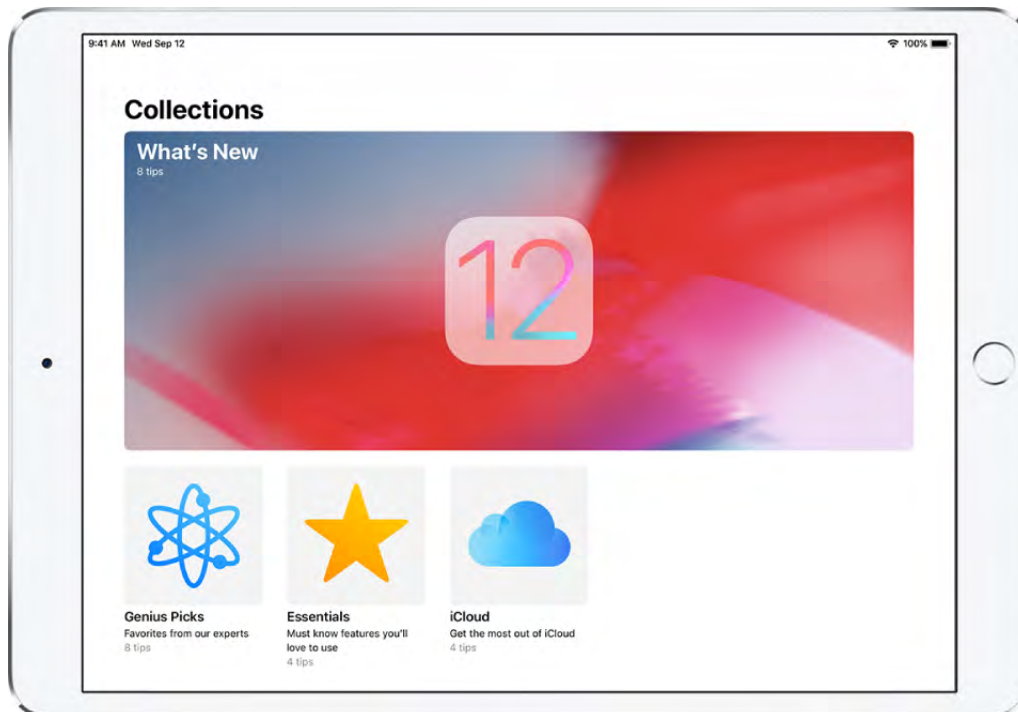 9:41 AM Wed Sep 12
100%
Collections
What's New
8 tips
12
Genius Picks
Favorites from our experts
8 tips
Essentials
Must know features you'll
love to use
4 tips
iCloud
Get the most out of iCloud
4 tips